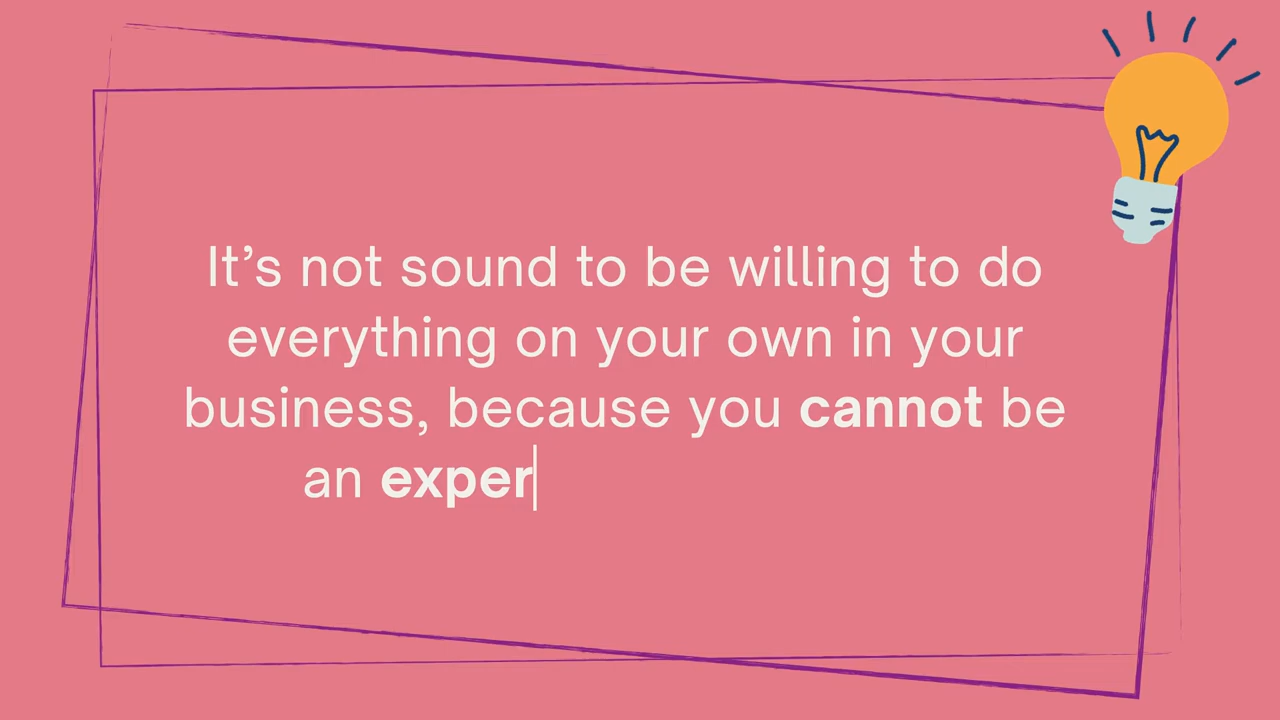 It’s not sound to be willing to do
everything on your own in your
business, because you cannot be
an exper